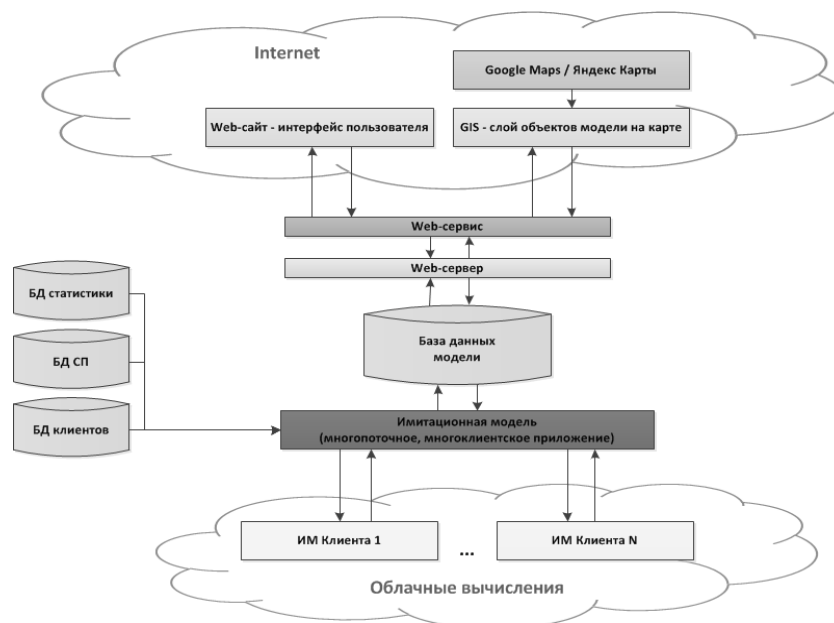 Internet
Google Maps / Яндекс Карты
Web-сайт - интерфейс пользователя
GIS - слой объектов модели на карте
Web-сервис
Web-сервер
БД статистики
База данных
модели
БД СП
БД клиентов
Имитационная модель
(многопоточное, многоклиентское приложение)
ИМ Клиента 1
...
ИМ Клиента N
Облачные вычисления